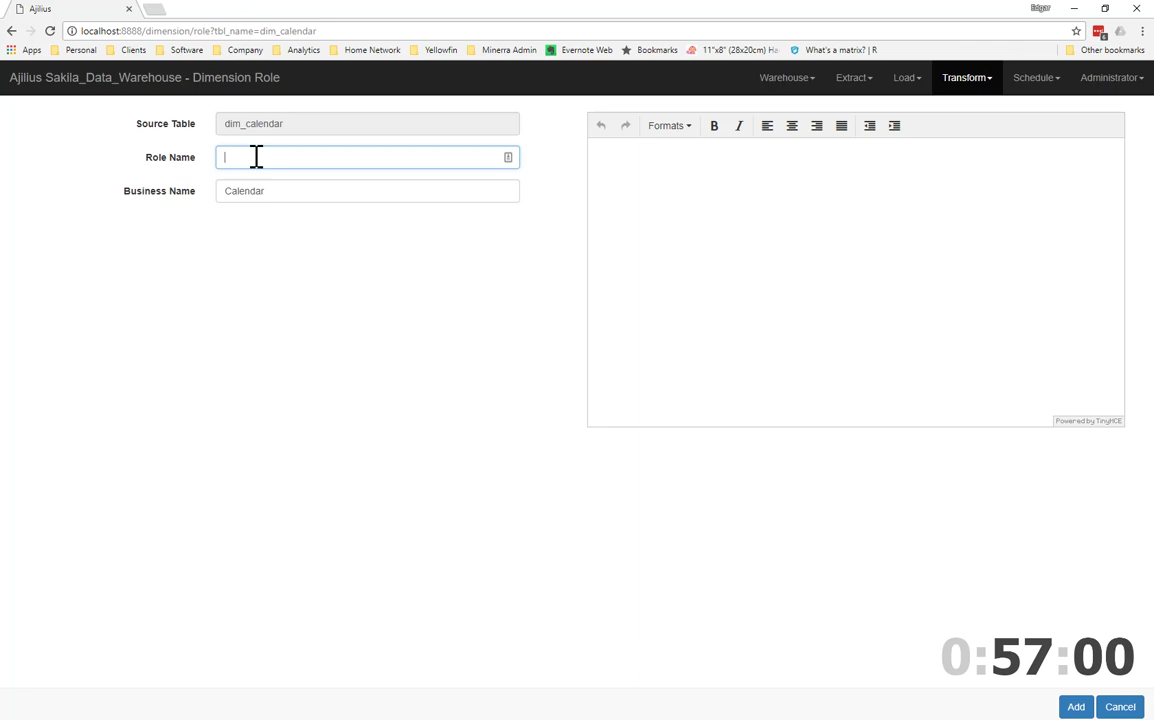 Ajilius
Edgar
localhost:8888/dimension/role?tbl_name=dim_calendar
Apps Personal Clients Software Company Analytics Home Network Yellowfin Minerra Admin Evernote Web Bookmarks 11"x8" (28x20cm) Ha What's a matrix? | R Other bookmarks
Ajilius Sakila_Data_Warehouse - Dimension Role Warehouse Extract Load Transform Schedule Administrator
Source Table dim_calendar
Formats B I
Role Name
Business Name Calendar
Powered by TinyMCE
0:57:00
Add Cancel